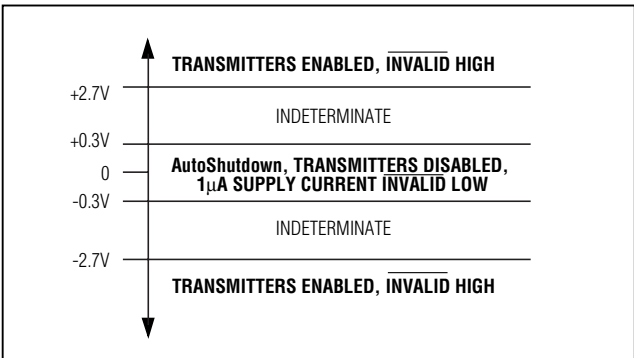 TRANSMITTERS ENABLED, INVALID HIGH
+2.7V
INDETERMINATE
+0.3V
AutoShutdown, TRANSMITTERS DISABLED,
0
1μA SUPPLY CURRENT INVALID LOW
-0.3V
INDETERMINATE
-2.7V
TRANSMITTERS ENABLED, INVALID HIGH